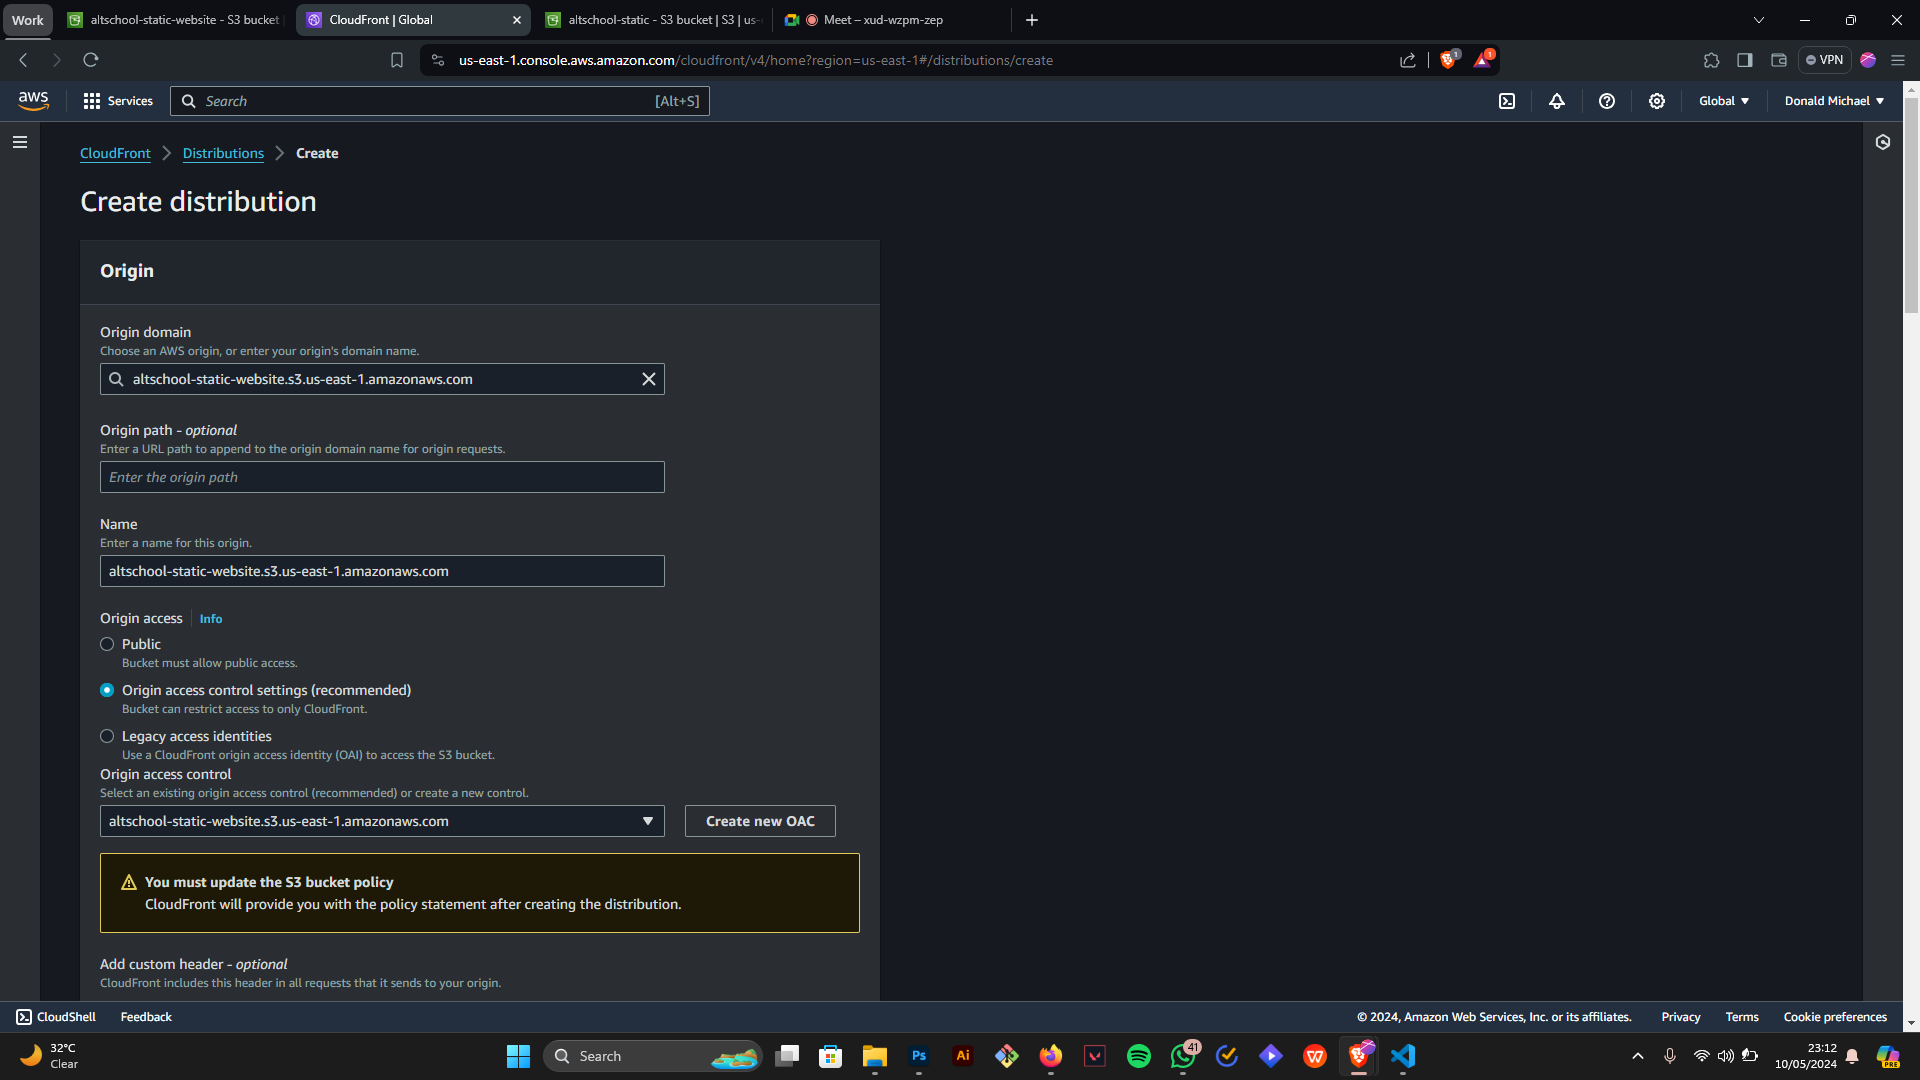 Work
altschool-static-website - S3 bucket
CloudFront | Global
altschool-static - S3 bucket | S3 | us-
Meet – xud-wzpm-zep
us-east-1.console.aws.amazon.com/cloudfront/v4/home?region=us-east-1#/distributions/create
1
1
VPN
aws
Services
Search
[Alt+S]
Global
Donald Michael
CloudFront
Distributions
Create
Create distribution
Origin
Origin domain
Choose an AWS origin, or enter your origin's domain name.
altschool-static-website.s3.us-east-1.amazonaws.com
Origin path - optional
Enter a URL path to append to the origin domain name for origin requests.
Enter the origin path
Name
Enter a name for this origin.
altschool-static-website.s3.us-east-1.amazonaws.com
Origin access
Info
Public
Bucket must allow public access.
Origin access control settings (recommended)
Bucket can restrict access to only CloudFront.
Legacy access identities
Use a CloudFront origin access identity (OAI) to access the S3 bucket.
Origin access control
Select an existing origin access control (recommended) or create a new control.
altschool-static-website.s3.us-east-1.amazonaws.com
Create new OAC
You must update the S3 bucket policy
CloudFront will provide you with the policy statement after creating the distribution.
Add custom header - optional
CloudFront includes this header in all requests that it sends to your origin.
CloudShell
Feedback
© 2024, Amazon Web Services, Inc. or its affiliates.
Privacy
Terms
Cookie preferences
32°C
Clear
Search
Ps
Ai
41
23:12
10/05/2024
PRE